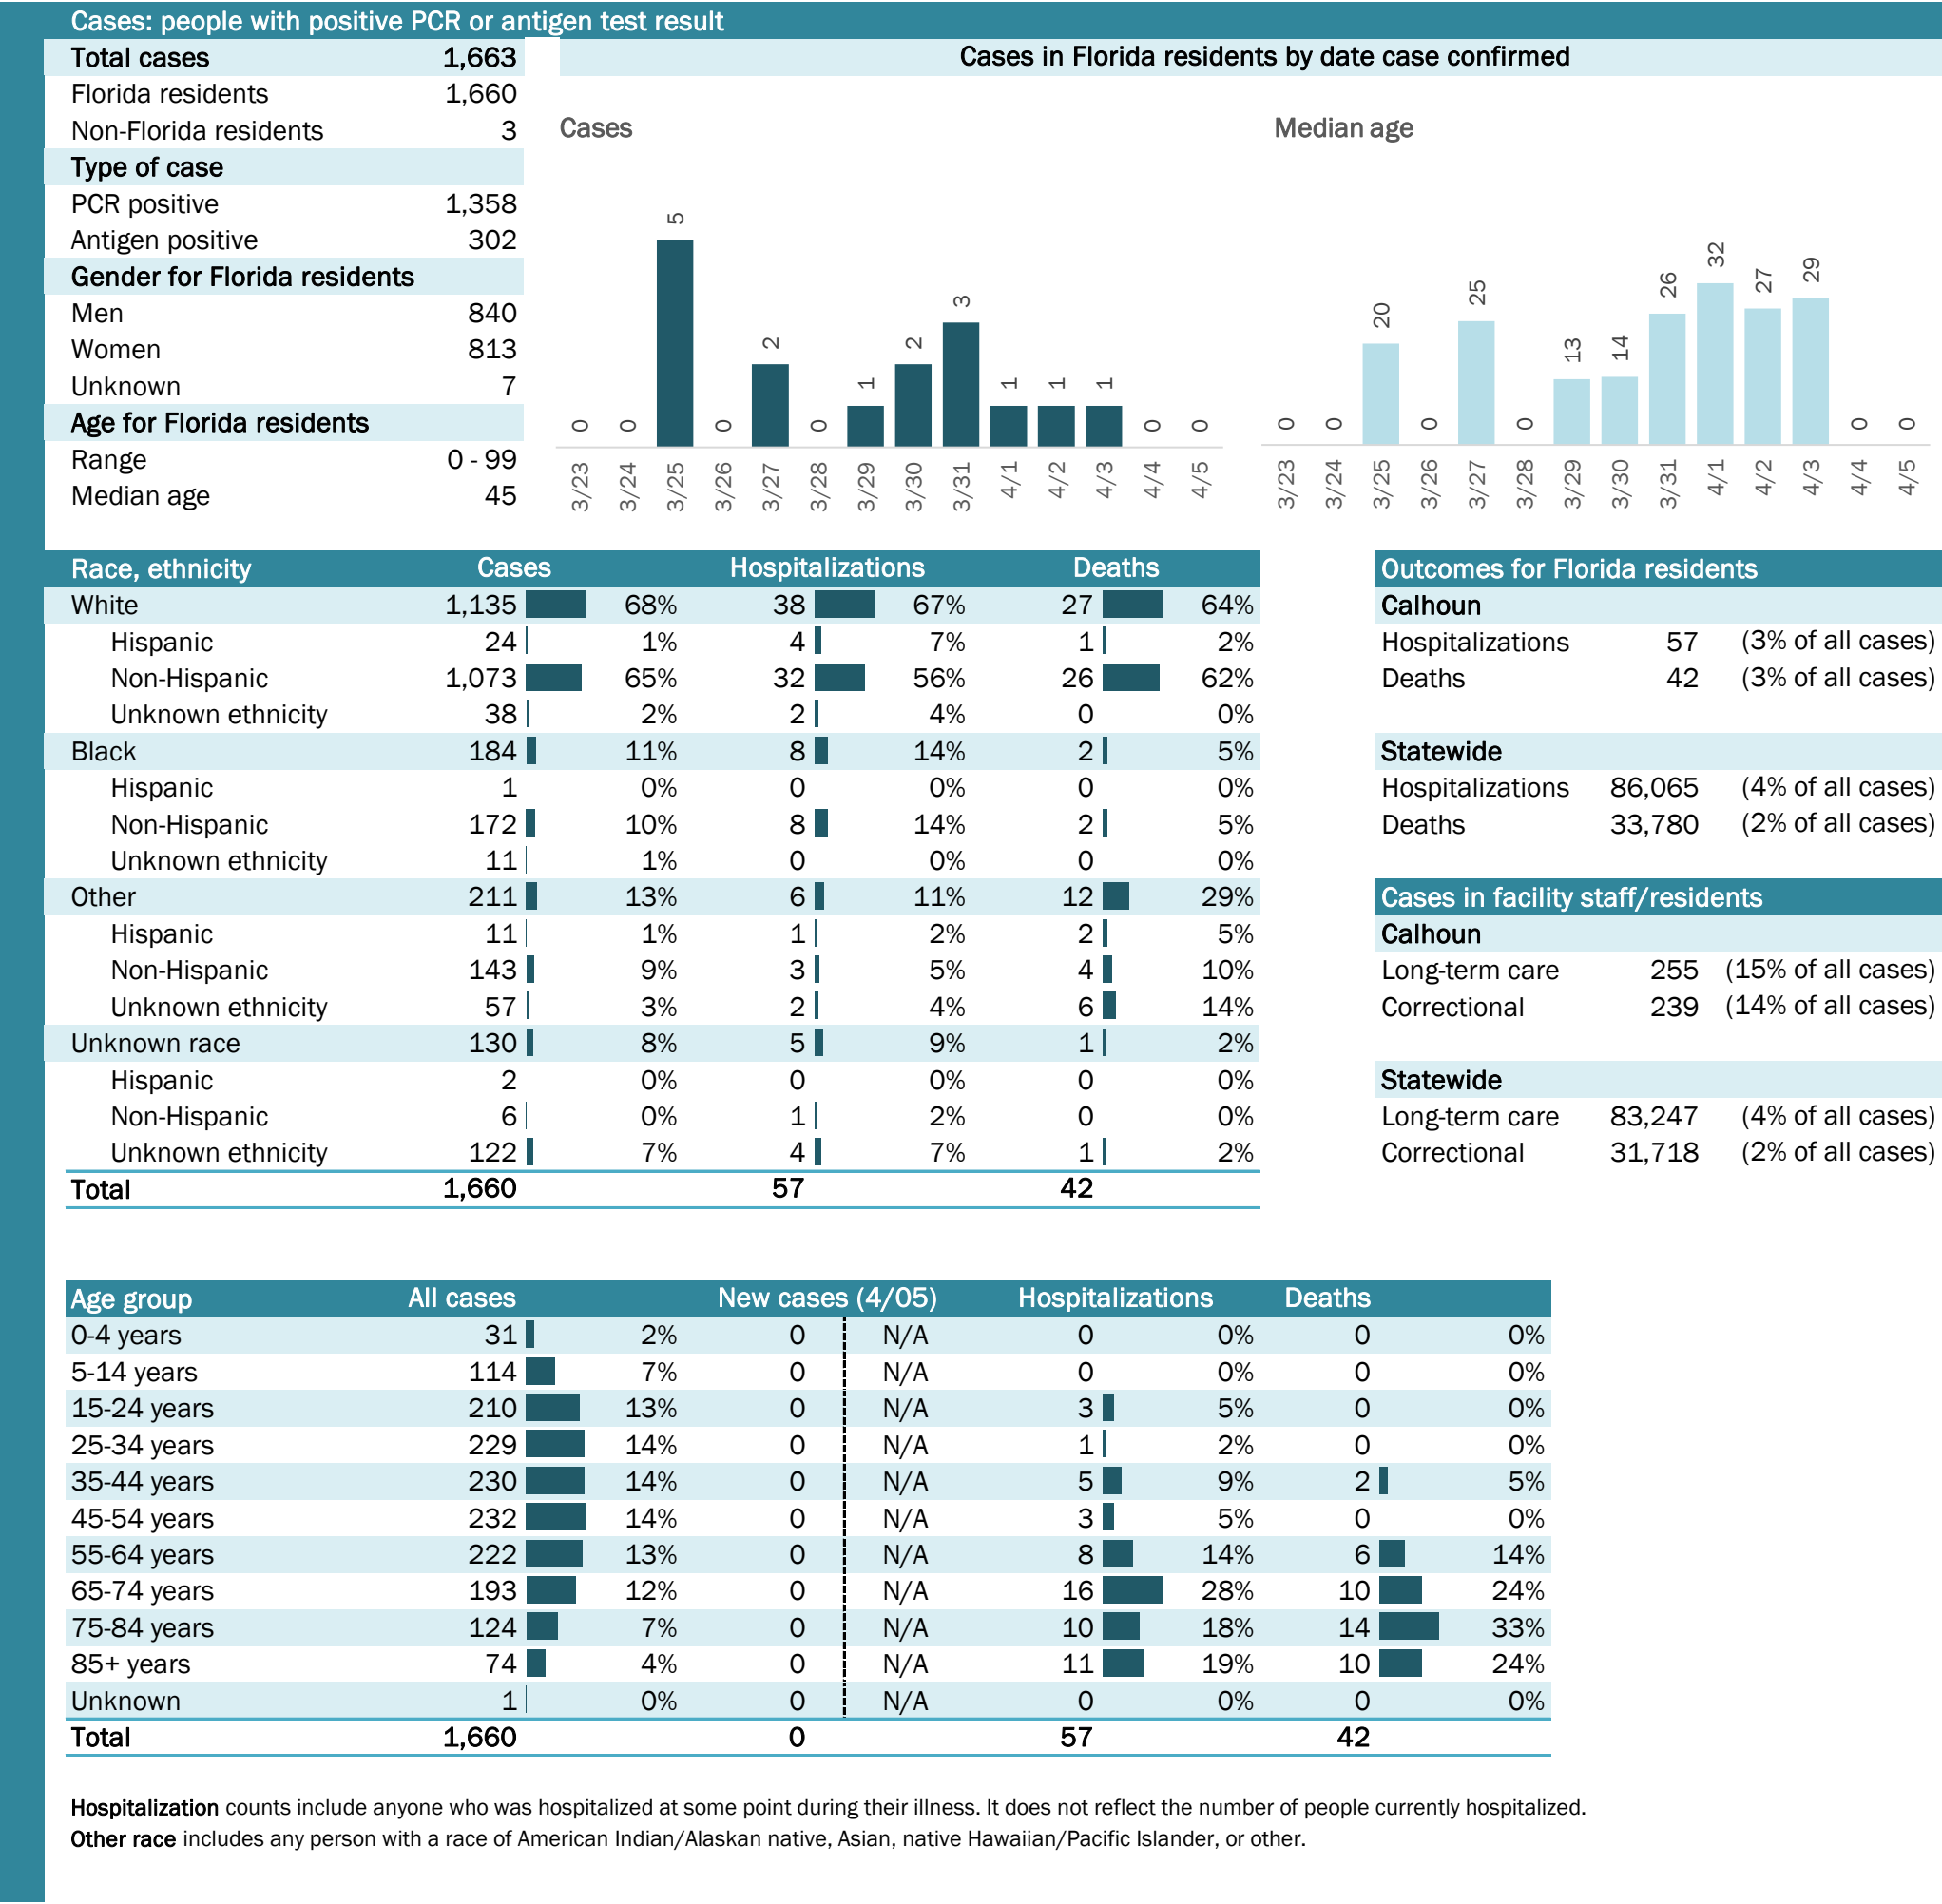 Cases: people with positive PCR or antigen test result
Total cases 1,663
Florida residents 1,660
Non-Florida residents 3
Type of case
PCR positive 1,358
Antigen positive 302
Gender for Florida residents
Men 840
Women 813
Unknown 7
Age for Florida residents
Range 0 - 99
Median age 45
Cases in Florida residents by date case confirmed
Cases
0 0 5 0 2 0 1 2 3 1 1 1 0 0
3/23 3/24 3/25 3/26 3/27 3/28 3/29 3/30 3/31 4/1 4/2 4/3 4/4 4/5
Median age
0 0 20 0 25 0 13 14 26 32 27 29 0 0
3/23 3/24 3/25 3/26 3/27 3/28 3/29 3/30 3/31 4/1 4/2 4/3 4/4 4/5
Race, ethnicity Cases Hospitalizations Deaths
White 1,135 68% 38 67% 27 64%
Hispanic 24 1% 4 7% 1 2%
Non-Hispanic 1,073 65% 32 56% 26 62%
Unknown ethnicity 38 2% 2 4% 0 0%
Black 184 11% 8 14% 2 5%
Hispanic 1 0% 0 0% 0 0%
Non-Hispanic 172 10% 8 14% 2 5%
Unknown ethnicity 11 1% 0 0% 0 0%
Other 211 13% 6 11% 12 29%
Hispanic 11 1% 1 2% 2 5%
Non-Hispanic 143 9% 3 5% 4 10%
Unknown ethnicity 57 3% 2 4% 6 14%
Unknown race 130 8% 5 9% 1 2%
Hispanic 2 0% 0 0% 0 0%
Non-Hispanic 6 0% 1 2% 0 0%
Unknown ethnicity 122 7% 4 7% 1 2%
Total 1,660 57 42
Outcomes for Florida residents
Calhoun
Hospitalizations 57 (3% of all cases)
Deaths 42 (3% of all cases)
Statewide
Hospitalizations 86,065 (4% of all cases)
Deaths 33,780 (2% of all cases)
Cases in facility staff/residents
Calhoun
Long-term care 255 (15% of all cases)
Correctional 239 (14% of all cases)
Statewide
Long-term care 83,247 (4% of all cases)
Correctional 31,718 (2% of all cases)
Age group All cases New cases (4/05) Hospitalizations Deaths
0-4 years 31 2% 0 N/A 0 0% 0 0%
5-14 years 114 7% 0 N/A 0 0% 0 0%
15-24 years 210 13% 0 N/A 3 5% 0 0%
25-34 years 229 14% 0 N/A 1 2% 0 0%
35-44 years 230 14% 0 N/A 5 9% 2 5%
45-54 years 232 14% 0 N/A 3 5% 0 0%
55-64 years 222 13% 0 N/A 8 14% 6 14%
65-74 years 193 12% 0 N/A 16 28% 10 24%
75-84 years 124 7% 0 N/A 10 18% 14 33%
85+ years 74 4% 0 N/A 11 19% 10 24%
Unknown 1 0% 0 N/A 0 0% 0 0%
Total 1,660 0 57 42
Hospitalization counts include anyone who was hospitalized at some point during their illness. It does not reflect the number of people currently hospitalized.
Other race includes any person with a race of American Indian/Alaskan native, Asian, native Hawaiian/Pacific Islander, or other.